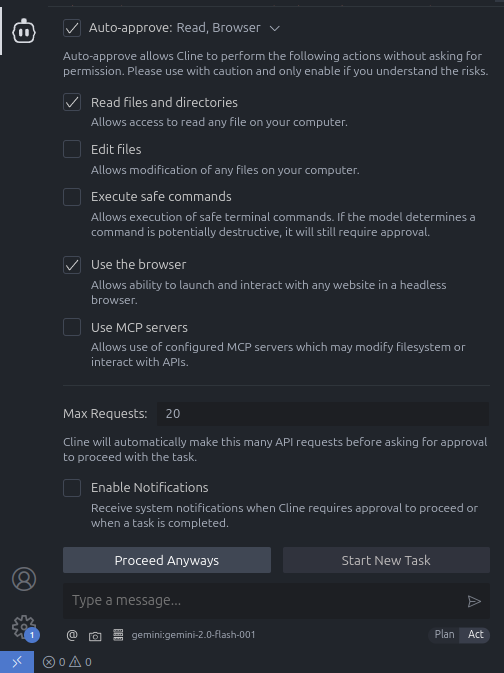 Auto-approve: Read, Browser
Auto-approve allows Cline to perform the following actions without asking for
permission. Please use with caution and only enable if you understand the risks.
Read files and directories
Allows access to read any file on your computer.
Edit files
Allows modification of any files on your computer.
Execute safe commands
Allows execution of safe terminal commands. If the model determines a
command is potentially destructive, it will still require approval.
Use the browser
Allows ability to launch and interact with any website in a headless
browser.
Use MCP servers
Allows use of configured MCP servers which may modify filesystem or
interact with APIs.
Max Requests: 20
Cline will automatically make this many API requests before asking for approval
to proceed with the task.
Enable Notifications
Receive system notifications when Cline requires approval to proceed or
when a task is completed.
Proceed Anyways Start New Task
Type a message...
1
@ gemini:gemini-2.0-flash-001 Plan Act
0 0